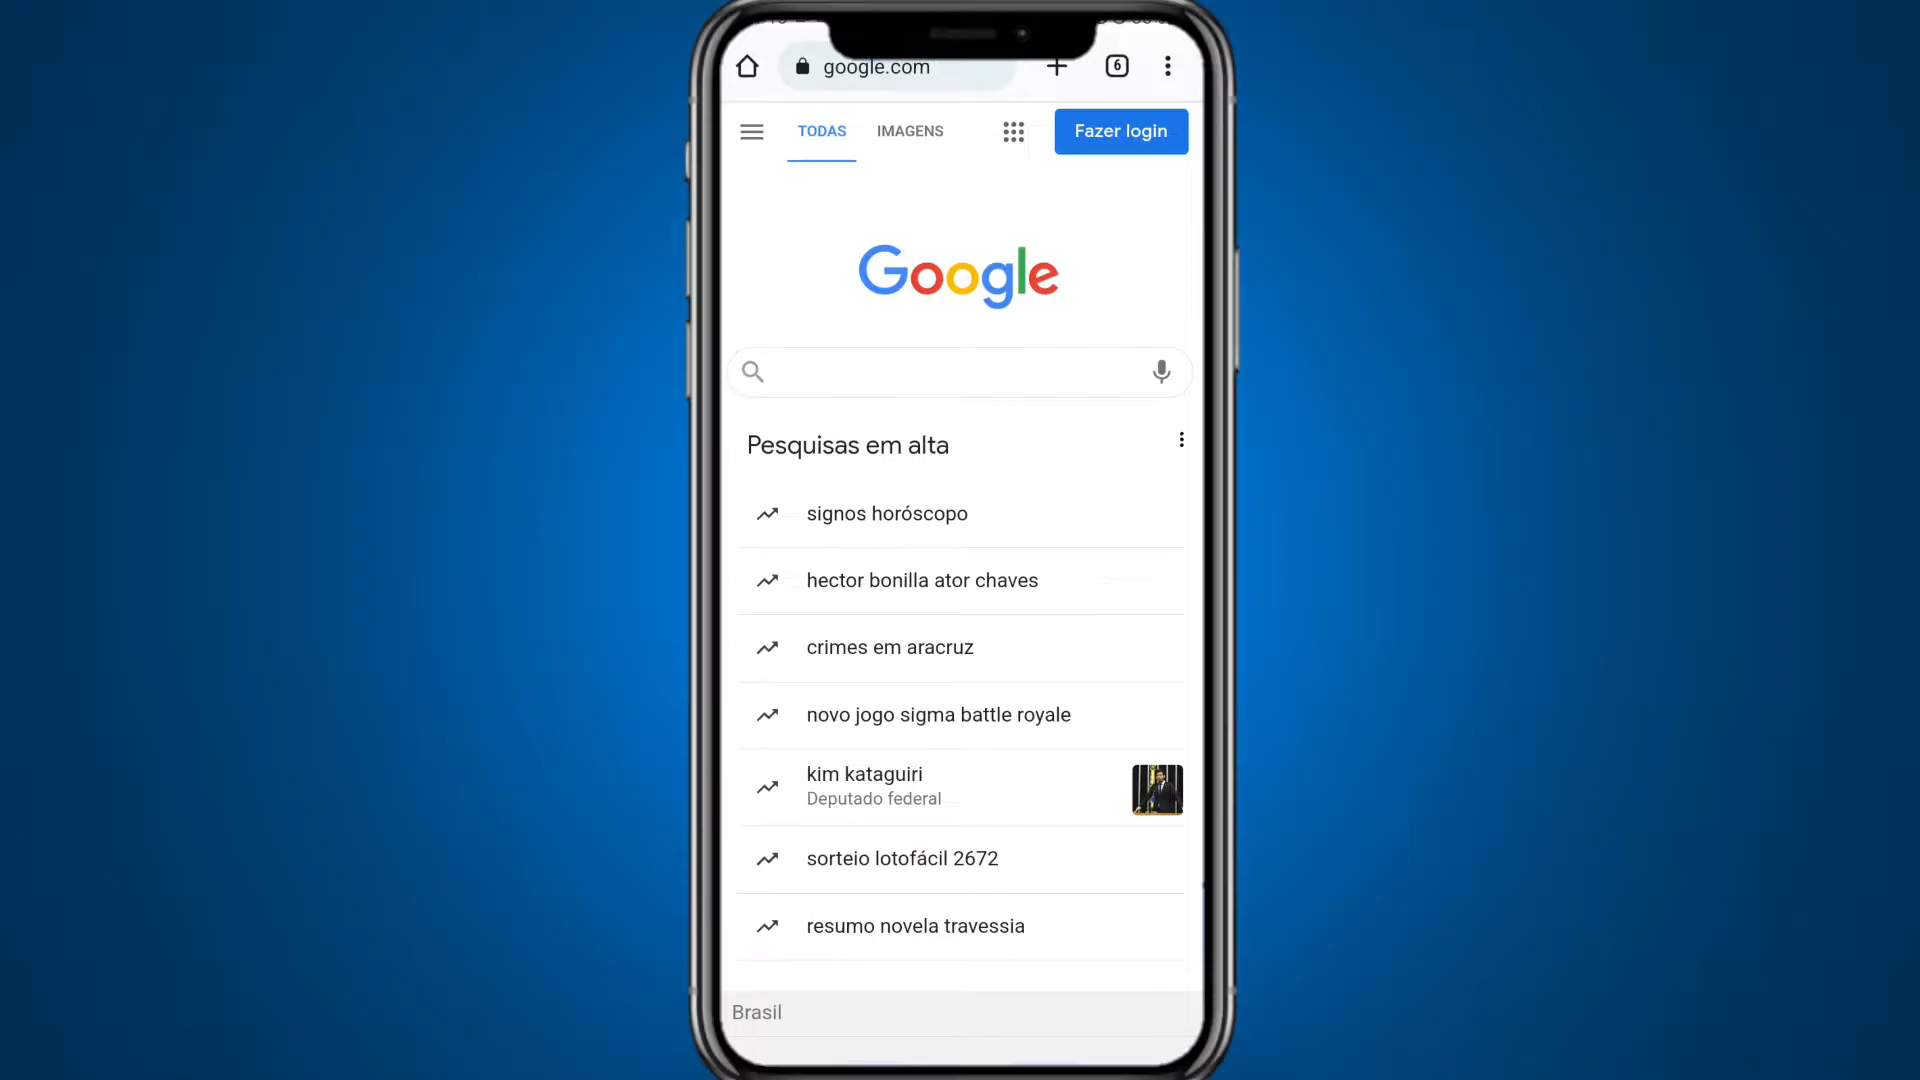 google.com
6
TODAS IMAGENS Fazer login
Google
Pesquisas em alta
signos horóscopo
hector bonilla ator chaves
crimes em aracruz
novo jogo sigma battle royale
kim kataguiri
Deputado federal
sorteio lotofácil 2672
resumo novela travessia
Brasil